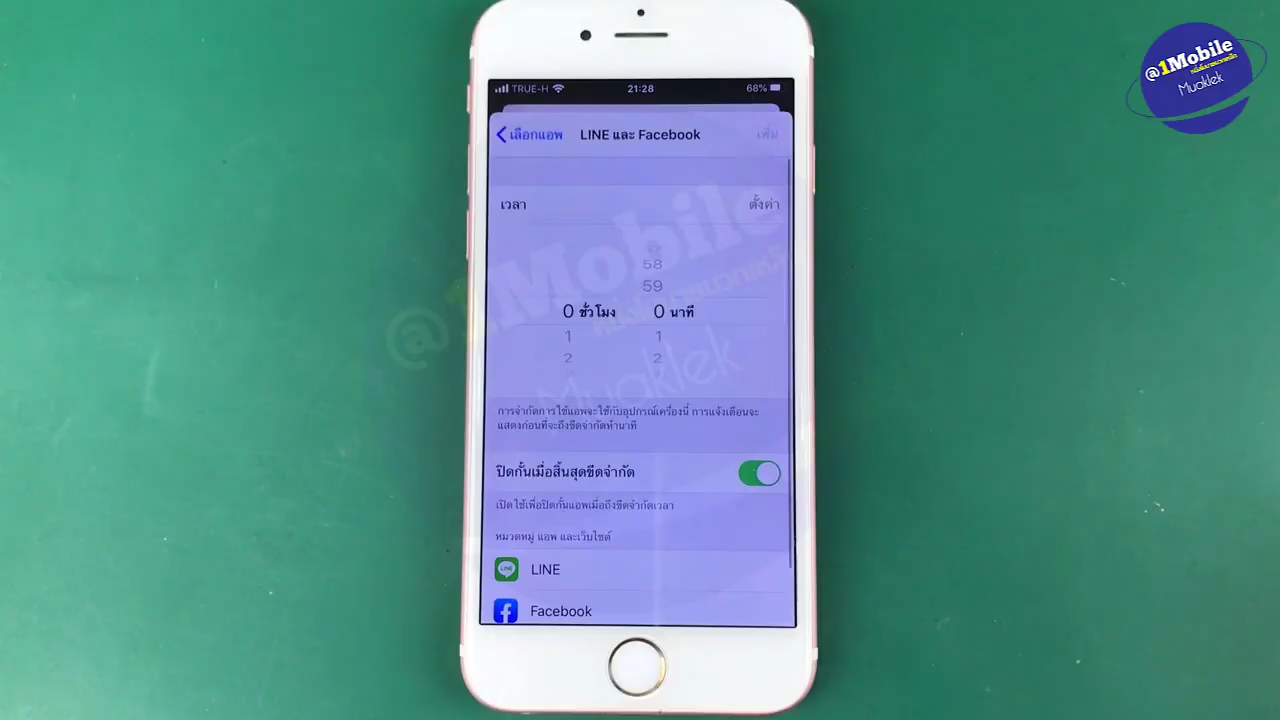 @1Mobile
Muaklek
TRUE-H
21:28
68%
เลือกแอพ
LINE และ Facebook
เพิ่ม
เวลา
ตั้งค่า
58
59
0 ชั่วโมง
0 นาที
1
1
2
2
@1Mobile
Muaklek
การจำกัดการใช้แอพจะใช้กับอุปกรณ์เครื่องนี้ การแจ้งเตือนจะ
แสดงก่อนที่จะถึงขีดจำกัดห้านาที
ปิดกั้นเมื่อสิ้นสุดขีดจำกัด
เปิดใช้เพื่อปิดกั้นแอพเมื่อถึงขีดจำกัดเวลา
หมวดหมู่ แอพ และเว็บไซต์
LINE
LINE
Facebook